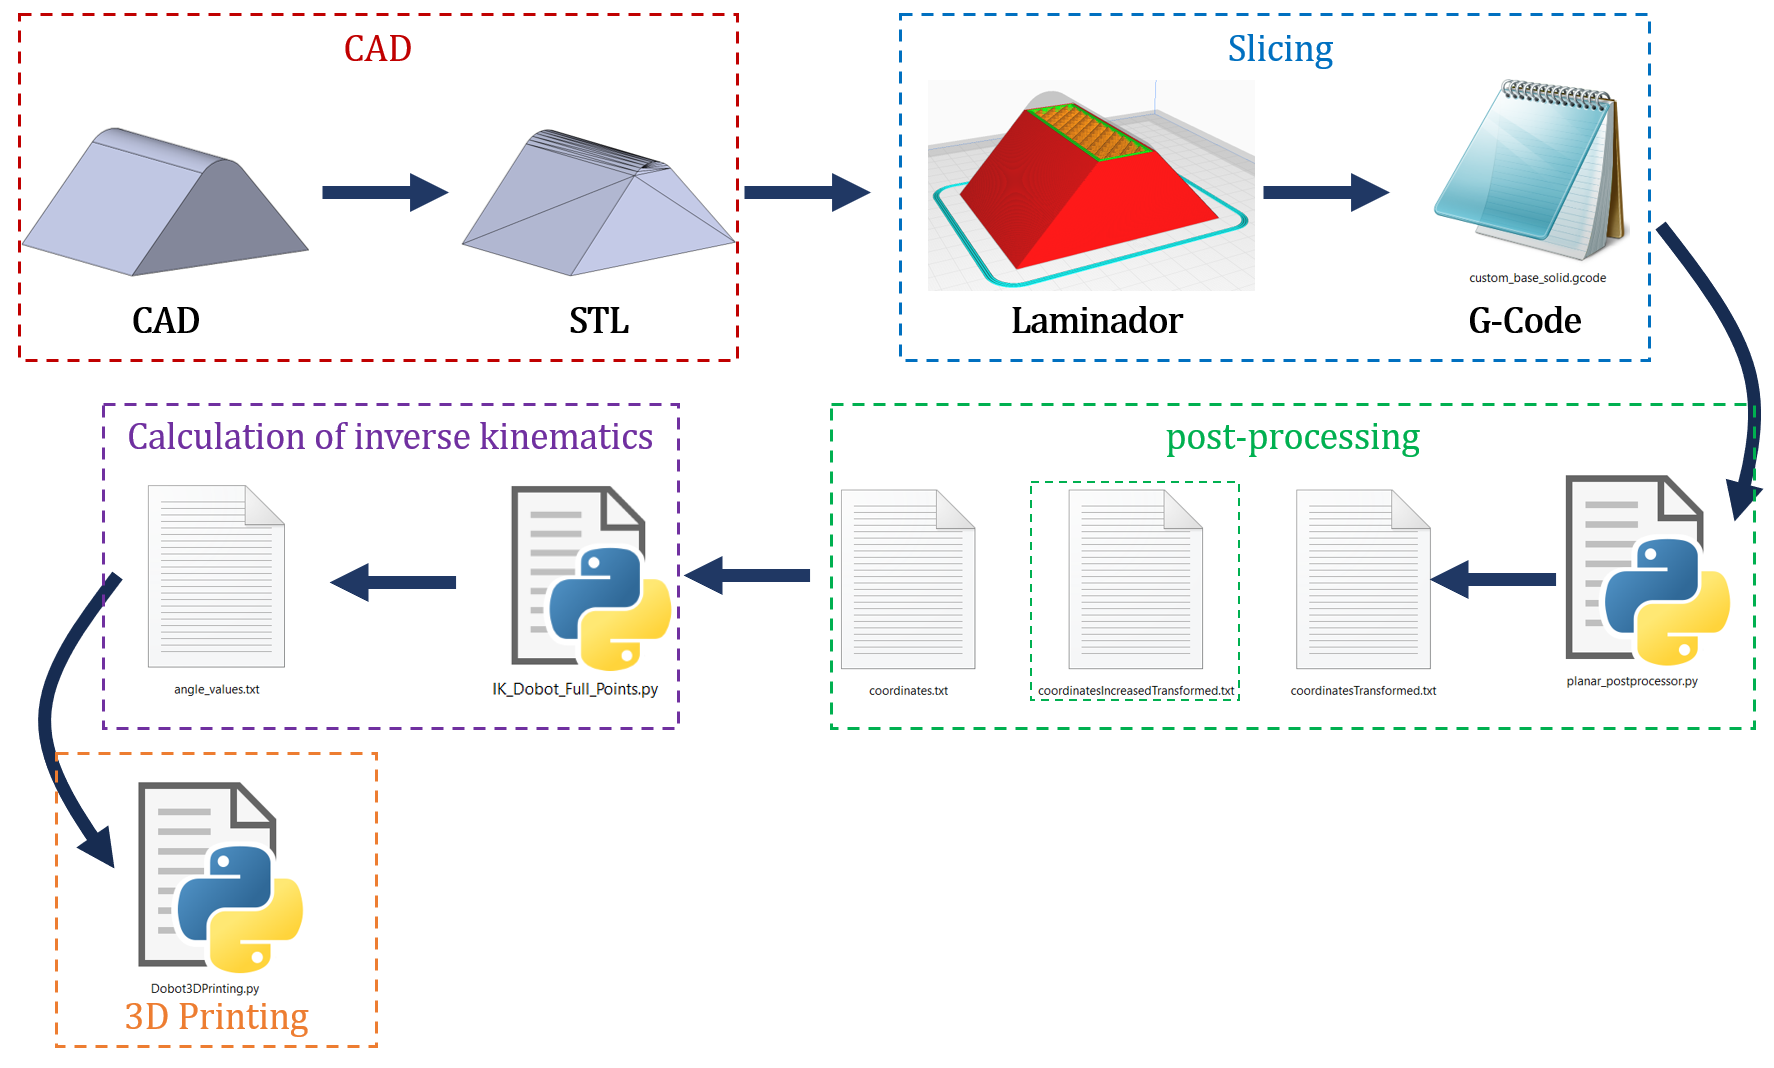 CAD
CAD
STL
Slicing
custom_base_solid.gcode
Laminador
G-Code
post-processing
planar_postprocessor.py
coordinatesTransformed.txt
coordinatesIncreasedTransformed.txt
coordinates.txt
Calculation of inverse kinematics
IK_Dobot_Full_Points.py
angle_values.txt
Dobot3DPrinting.py
3D Printing